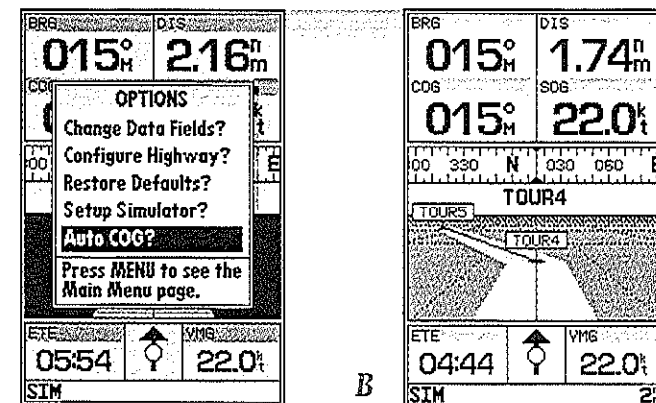 BRG DIS
015°M 2.16nm
COG
OPTIONS
Change Data Fields?
Configure Highway?
Restore Defaults?
Setup Simulator?
Auto COG?
Press MENU to see the
Main Menu page.
ETE VMG
05:54 22.0kt
SIM
B
BRG DIS
015°M 1.74nm
COG SOG
015°M 22.0kt
00 330 N 030 060
TOUR4
TOUR5
TOUR4
ETE VMG
04:44 22.0kt
SIM